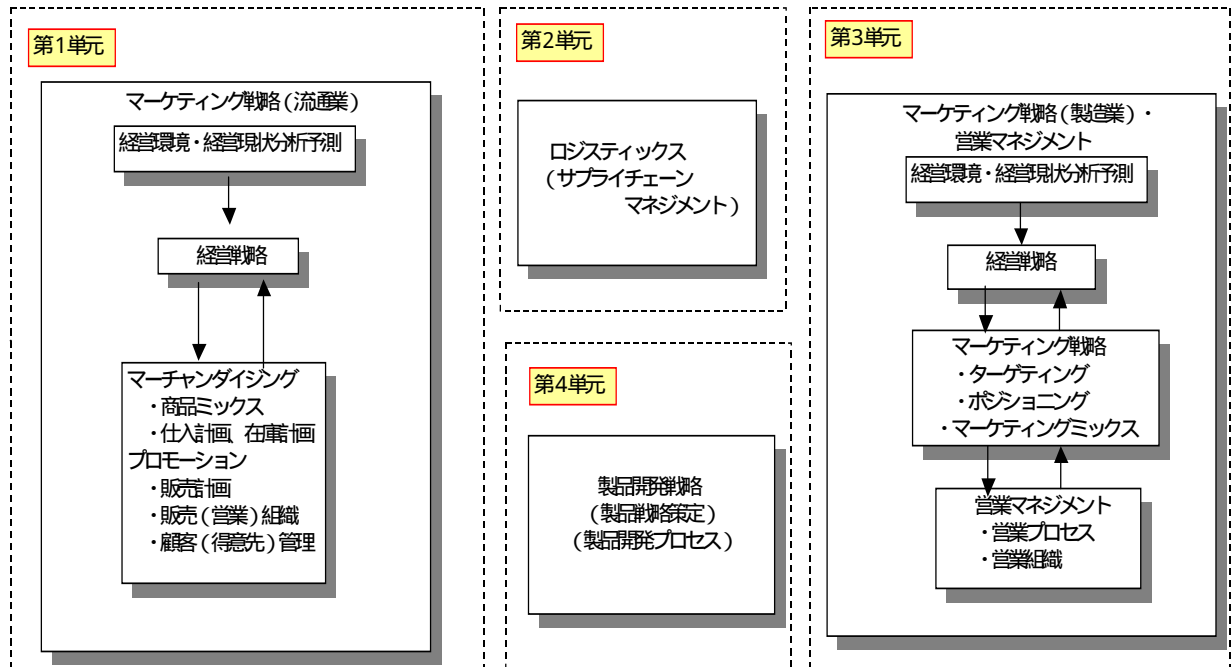 第1単元
マーケティング戦略(流通業)
経営環境・経営現状分析予測
経営戦略
マーチャンダイジング
・商品ミックス
・仕入計画、在庫計画
プロモーション
・販売計画
・販売(営業)組織
・顧客(得意先)管理
第2単元
ロジスティックス
(サプライチェーン
マネジメント)
第4単元
製品開発戦略
(製品戦略策定)
(製品開発プロセス)
第3単元
マーケティング戦略(製造業)・
営業マネジメント
経営環境・経営現状分析予測
経営戦略
マーケティング戦略
・ターゲティング
・ポジショニング
・マーケティングミックス
営業マネジメント
・営業プロセス
・営業組織